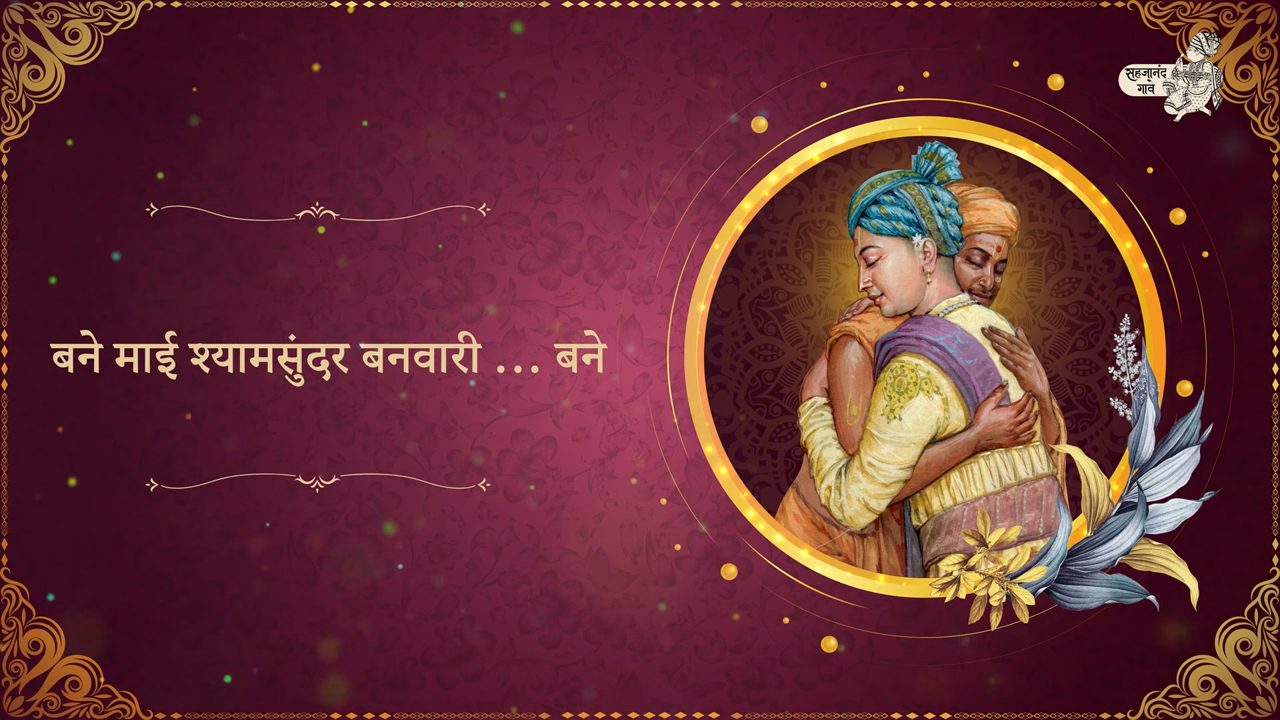 बने माई श्यामसुंदर बनवारी ... बने
सहजानंद
गांव